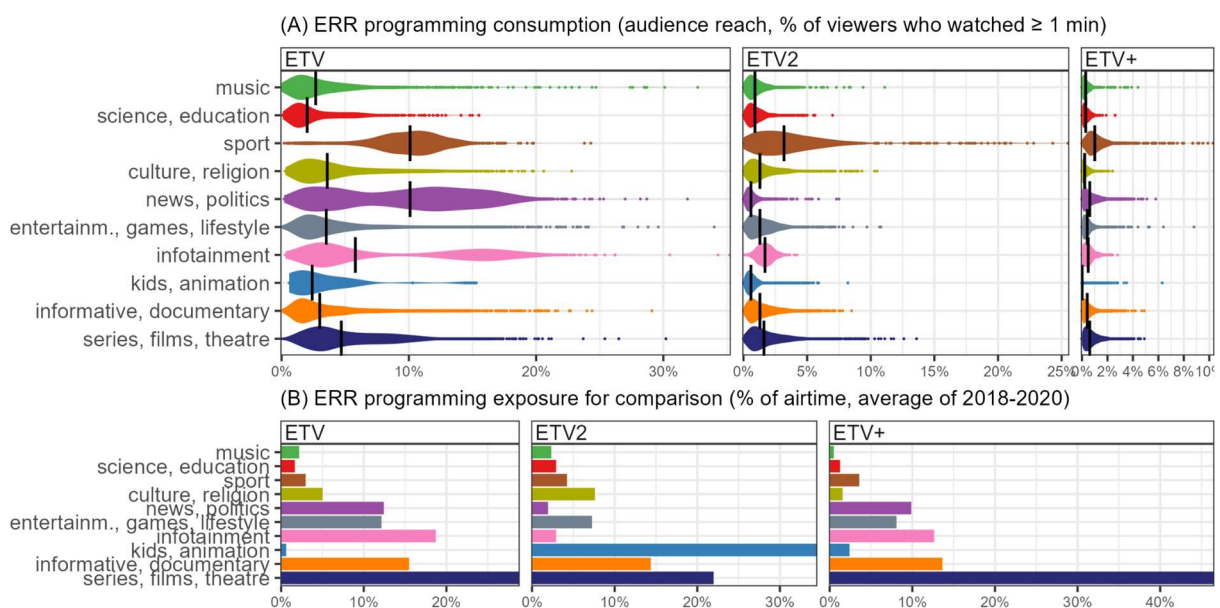 (A) ERR programming consumption (audience reach, % of viewers who watched ≥ 1 min)
ETV ETV2 ETV+
music
science, education
sport
culture, religion
news, politics
entertainm., games, lifestyle
infotainment
kids, animation
informative, documentary
series, films, theatre
0% 10% 20% 30% 0% 5% 10% 15% 20% 25% 0% 2% 4% 6% 8% 10%
(B) ERR programming exposure for comparison (% of airtime, average of 2018-2020)
ETV ETV2 ETV+
music
science, education
sport
culture, religion
news, politics
entertainm., games, lifestyle
infotainment
kids, animation
informative, documentary
series, films, theatre
0% 10% 20% 0% 10% 20% 30% 0% 10% 20% 30% 40%